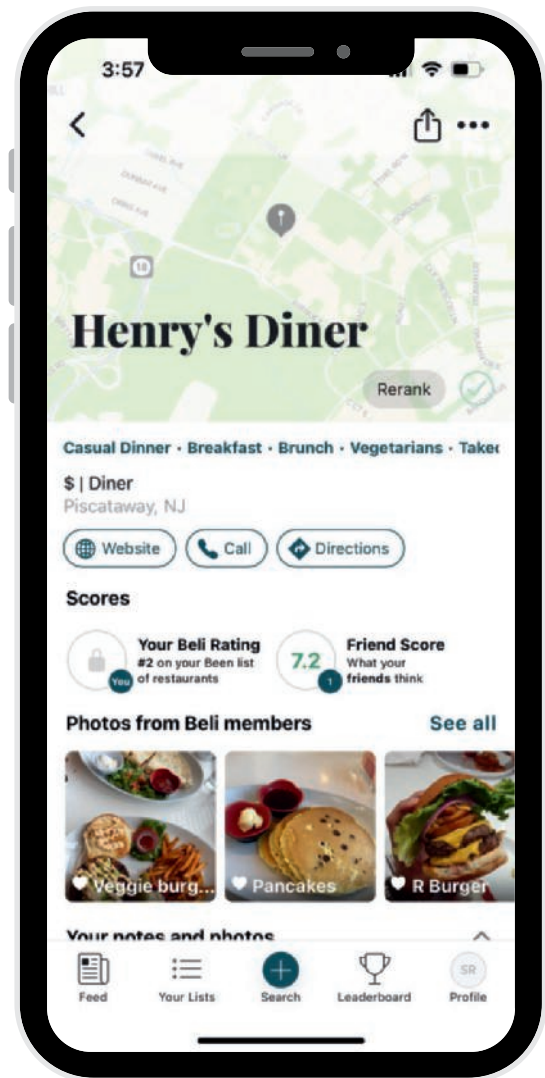 3:57
18
Henry's Diner
Rerank
Casual Dinner · Breakfast · Brunch · Vegetarians ·
$ | Diner
Piscataway, NJ
Website
Call
Directions
Scores
Your Beli Rating
#2 on your Been list
of restaurants
You
7.2
1
Friend Score
What your
friends think
Photos from Beli members
See all
Veggie burg...
Pancakes
R Burger
Your notes and photos
Feed
Your Lists
Search
Leaderboard
SR
Profile